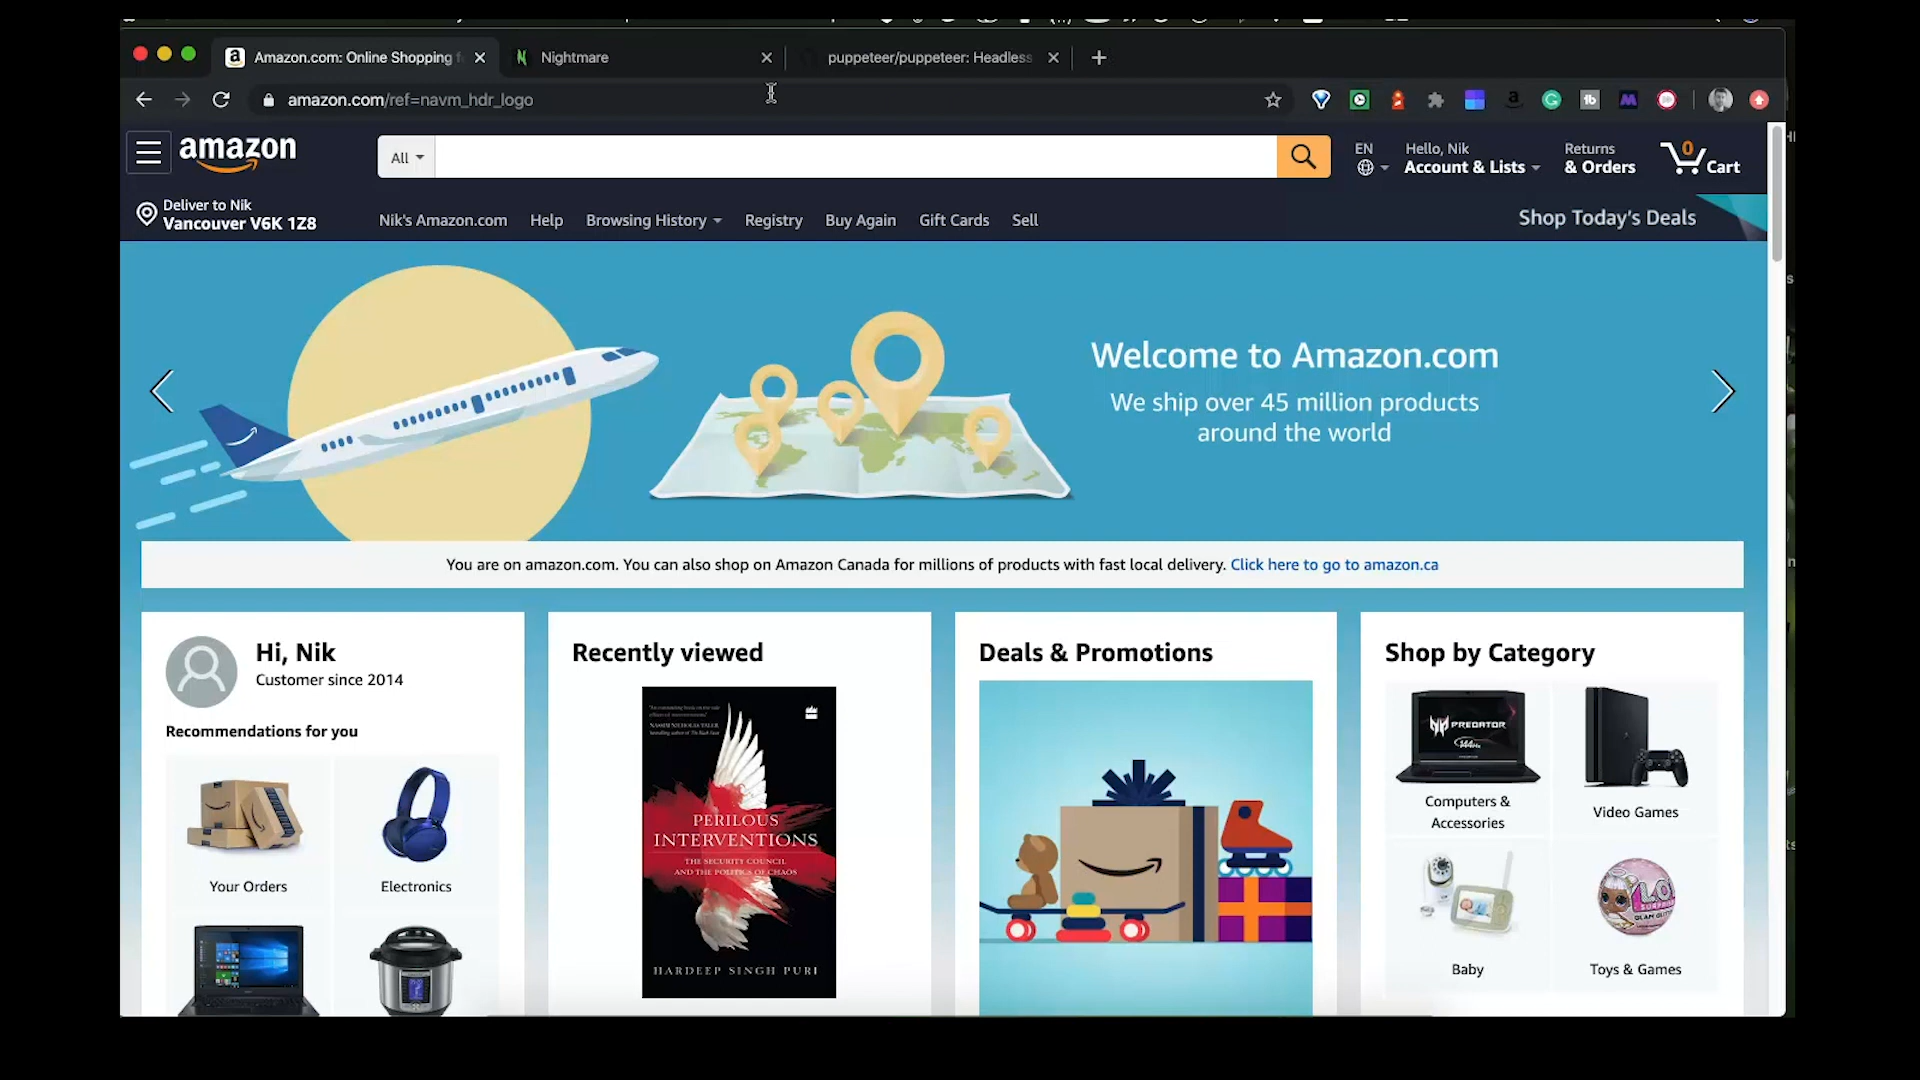 Amazon.com: Online Shopping f
Nightmare
puppeteer/puppeteer: Headless
amazon.com/ref=navm_hdr_logo
amazon
All
EN
Hello, Nik
Account & Lists
Returns
& Orders
0
Cart
Deliver to Nik
Vancouver V6K 1Z8
Nik's Amazon.com
Help
Browsing History
Registry
Buy Again
Gift Cards
Sell
Shop Today's Deals
Welcome to Amazon.com
We ship over 45 million products
around the world
You are on amazon.com. You can also shop on Amazon Canada for millions of products with fast local delivery. Click here to go to amazon.ca
Hi, Nik
Customer since 2014
Recommendations for you
Your Orders
Electronics
Recently viewed
PERILOUS
INTERVENTIONS
THE SECURITY COUNCIL
AND THE POLITICS OF CHAOS
HARDEEP SINGH PURI
Deals & Promotions
Shop by Category
PREDATOR
Computers &
Accessories
Video Games
Baby
Toys & Games